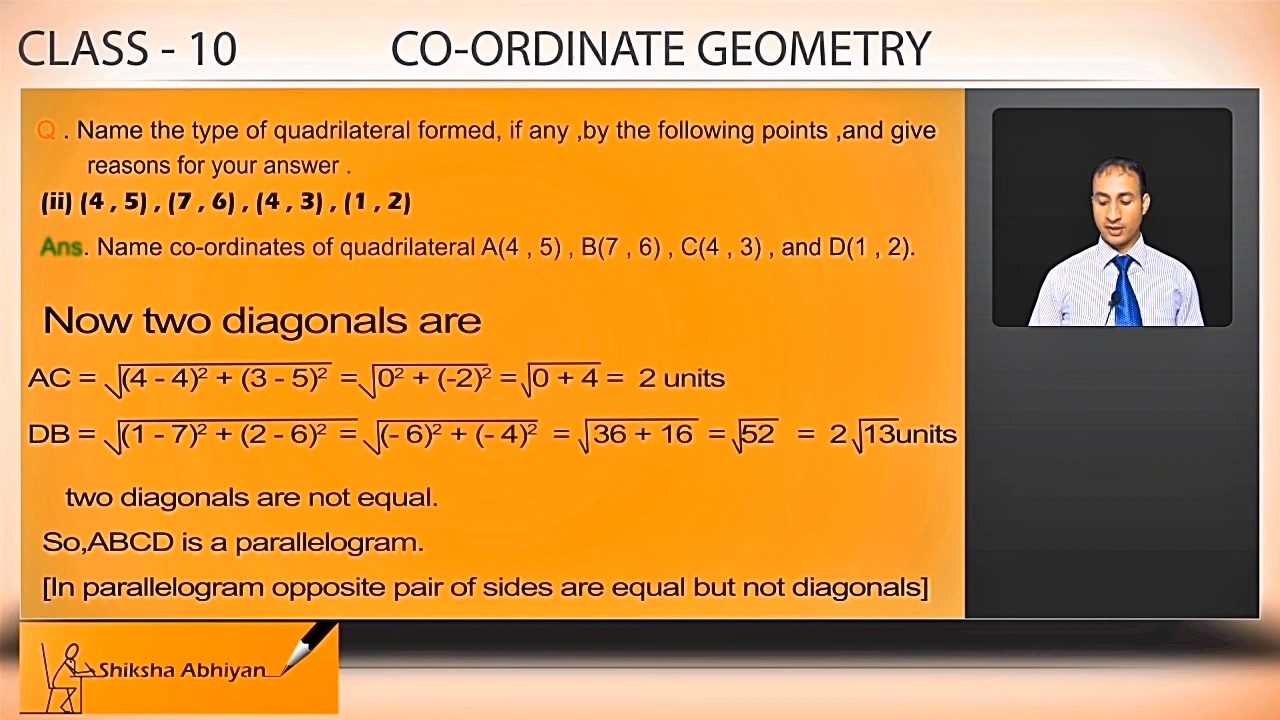 CLASS - 10 CO-ORDINATE GEOMETRY
Q . Name the type of quadrilateral formed, if any ,by the following points ,and give
reasons for your answer .
(ii) (4 , 5) , (7 , 6) , (4 , 3) , (1 , 2)
Ans. Name co-ordinates of quadrilateral A(4 , 5) , B(7 , 6) , C(4 , 3) , and D(1 , 2).
Now two diagonals are
AC = √(4 - 4)² + (3 - 5)² = √0² + (-2)² = √0 + 4 = 2 units
DB = √(1 - 7)² + (2 - 6)² = √(- 6)² + (- 4)² = √36 + 16 = √52 = 2√13units
two diagonals are not equal.
So,ABCD is a parallelogram.
[In parallelogram opposite pair of sides are equal but not diagonals]
Shiksha Abhiyan